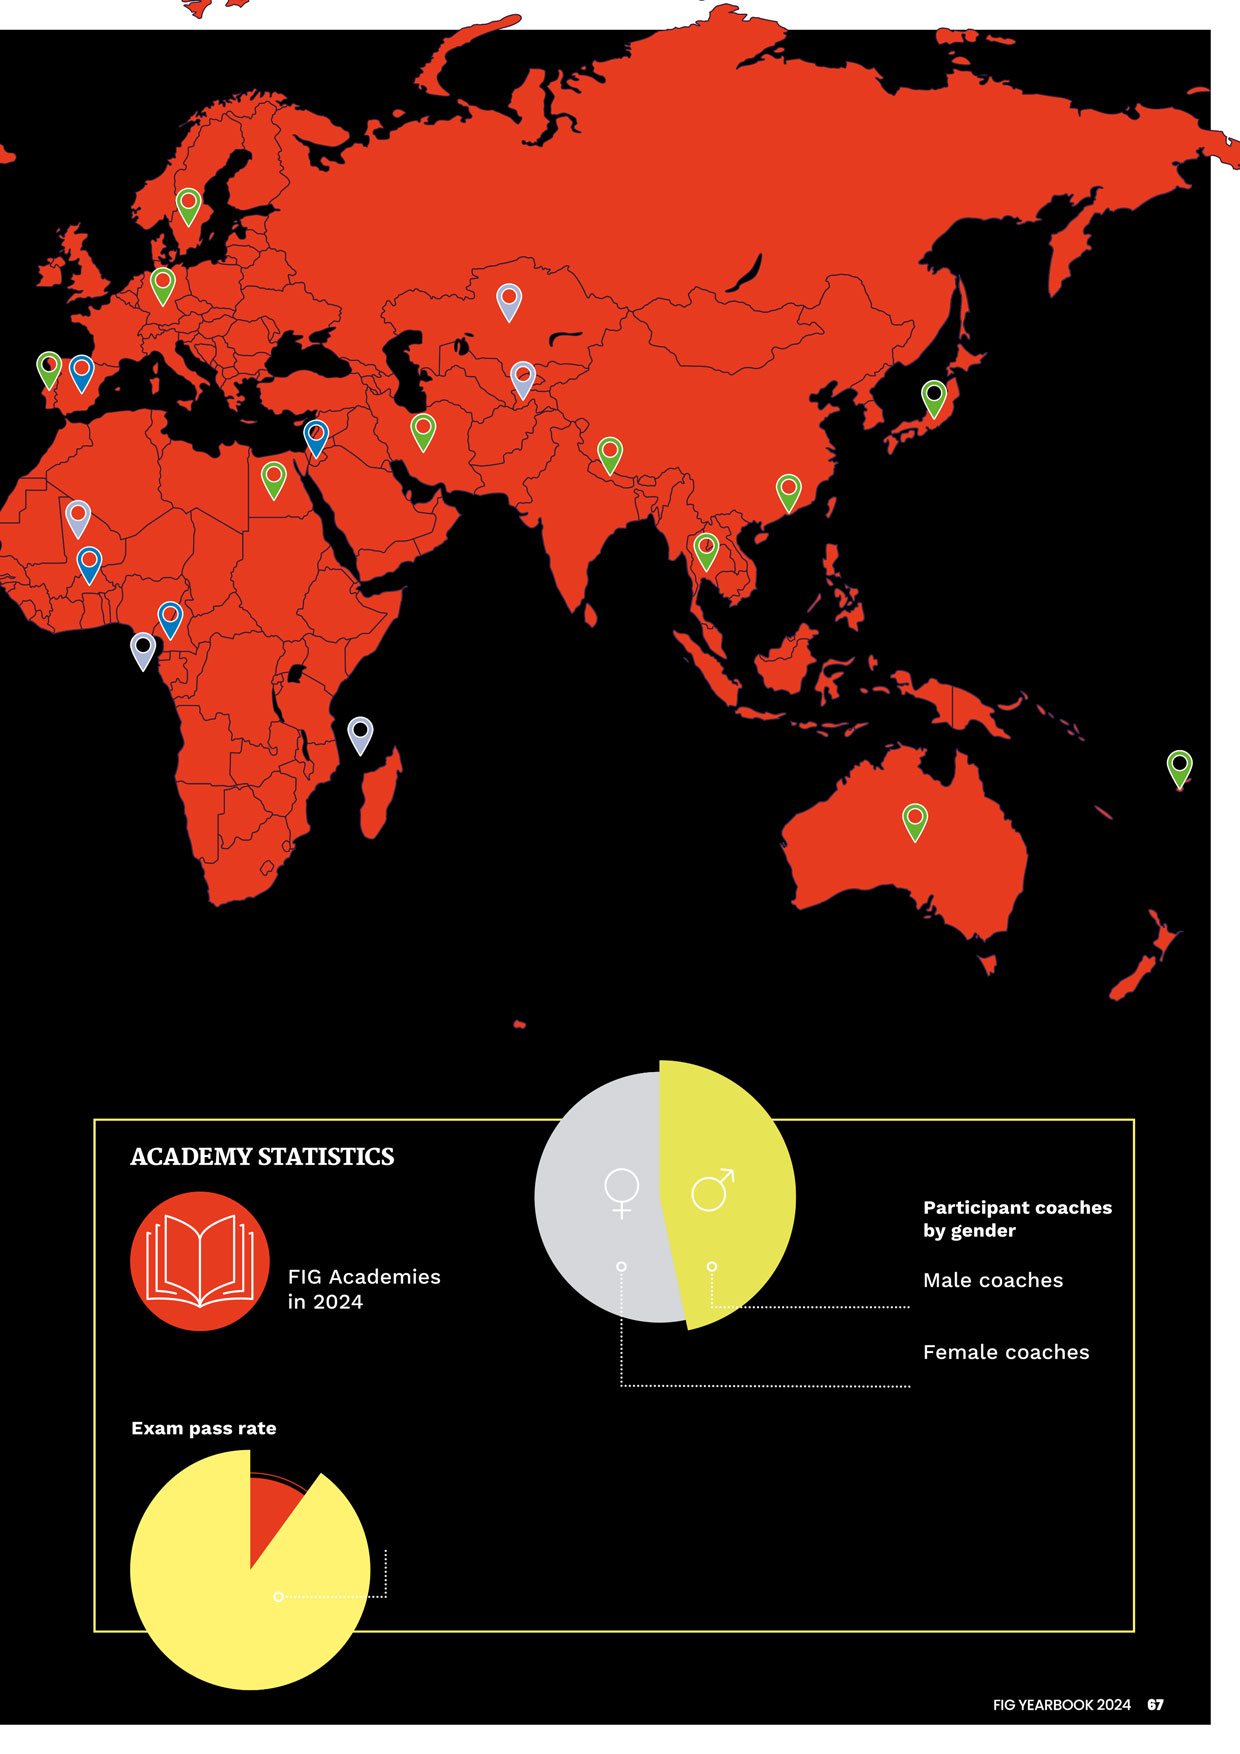 ACADEMY STATISTICS
FIG Academies
in 2024
Participant coaches
by gender
Male coaches
Female coaches
Exam pass rate
FIG YEARBOOK 2024 67